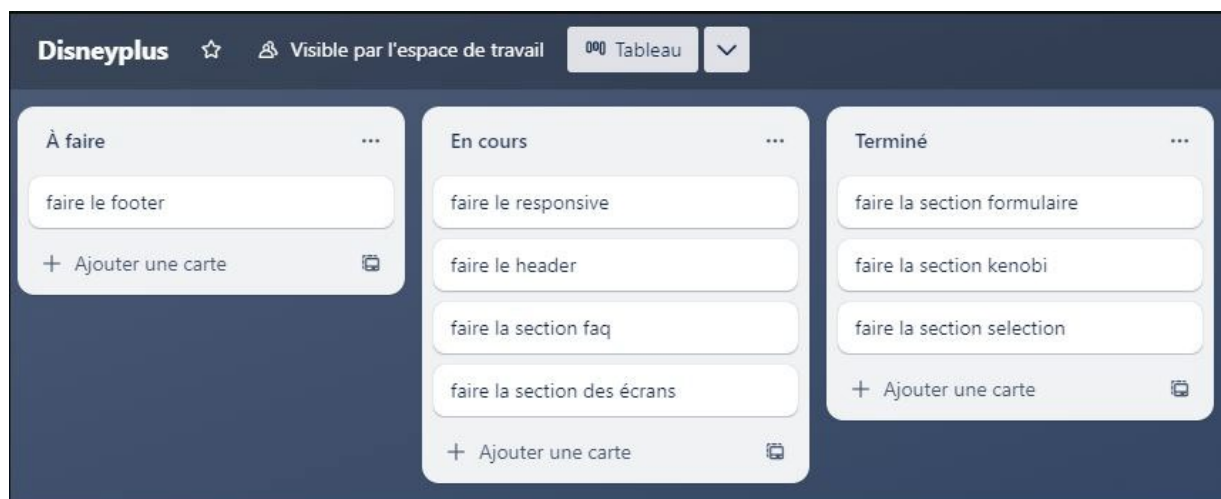 Disneyplus Visible par l'espace de travail Tableau
À faire
faire le footer
Ajouter une carte
En cours
faire le responsive
faire le header
faire la section faq
faire la section des écrans
Ajouter une carte
Terminé
faire la section formulaire
faire la section kenobi
faire la section selection
Ajouter une carte